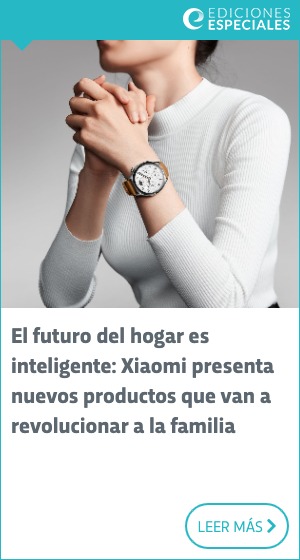 EDICIONES
ESPECIALES
El futuro del hogar es
inteligente: Xiaomi presenta
nuevos productos que van a
revolucionar a la familia
LEER MÁS